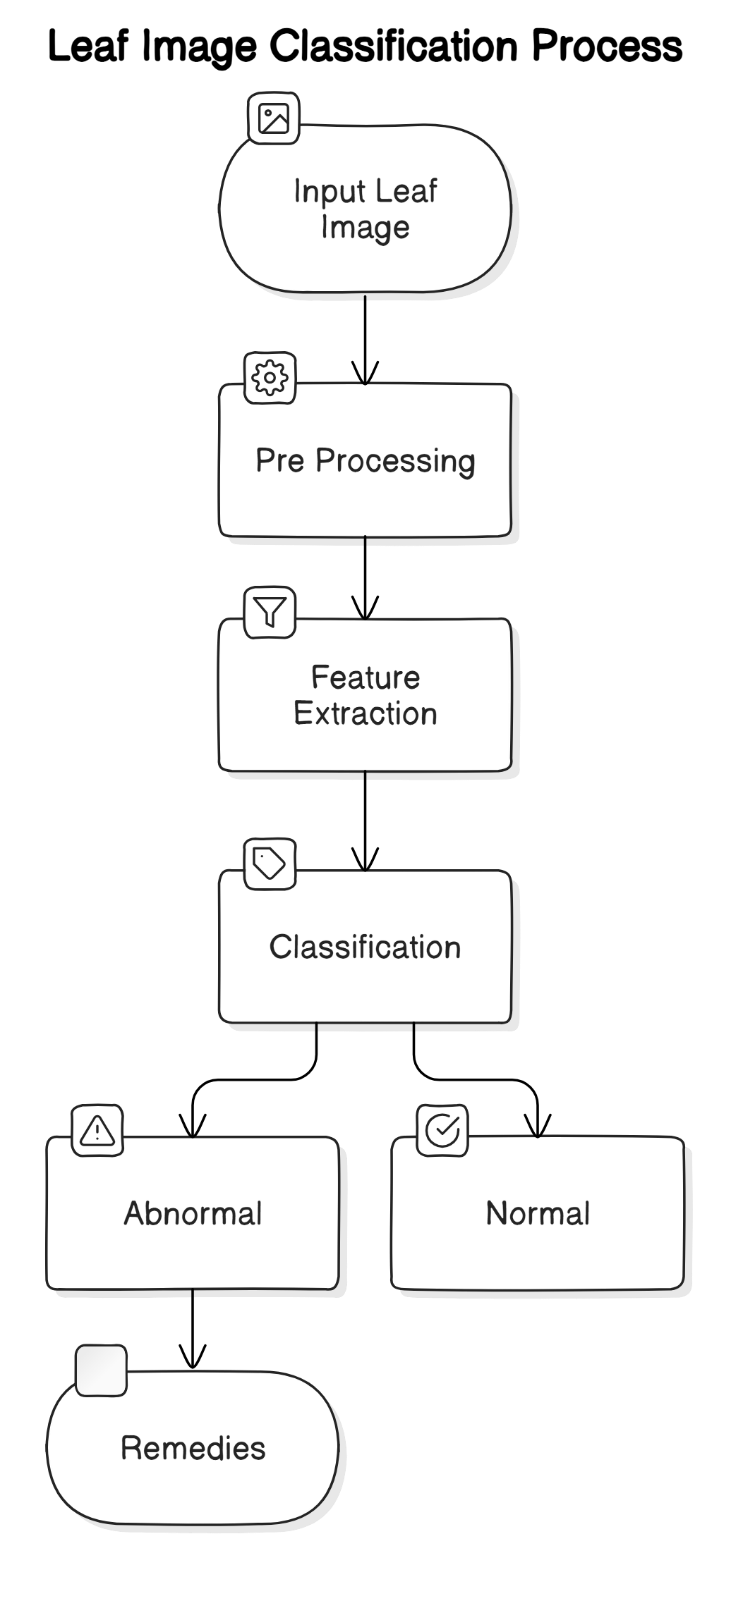 Leaf Image Classification Process
Input Leaf
Image
Pre Processing
Feature
Extraction
Classification
Abnormal
Normal
Remedies